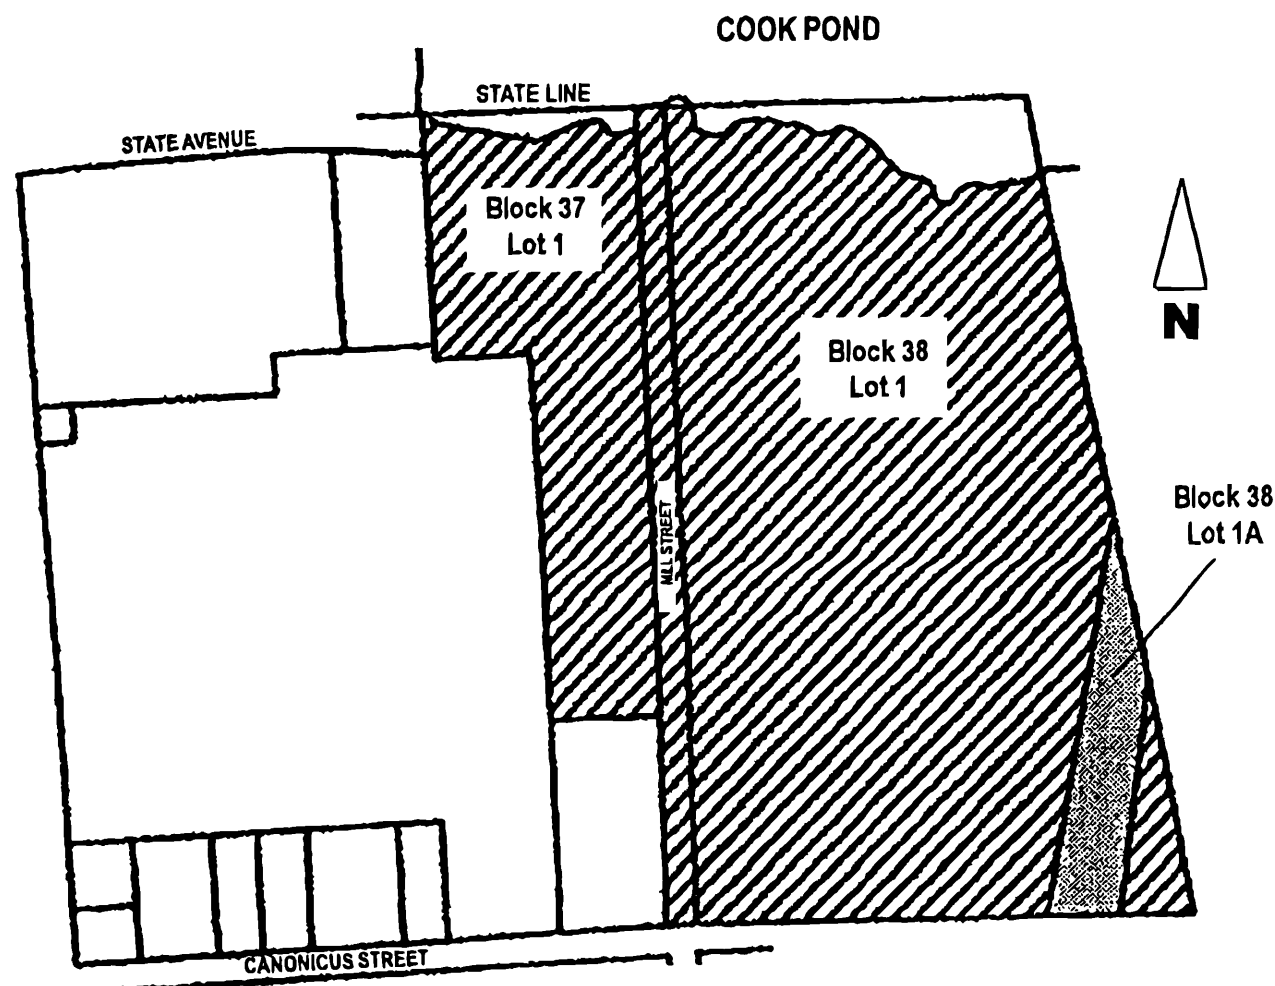 COOK POND
STATE LINE
STATE AVENUE
Block 37
Lot 1
N
Block 38
Lot 1
Block 38
Lot 1A
MILL STREET
CANONICUS STREET